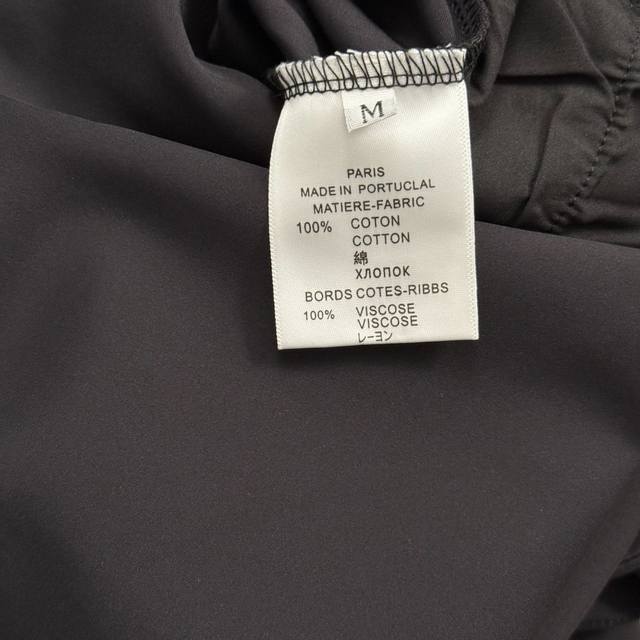 M
PARIS
MADE IN PORTUCLAL
MATIERE-FABRIC
100% COTON
COTTON
綿
хлопок
BORDS COTES-RIBBS
100% VISCOSE
VISCOSE
レーヨン